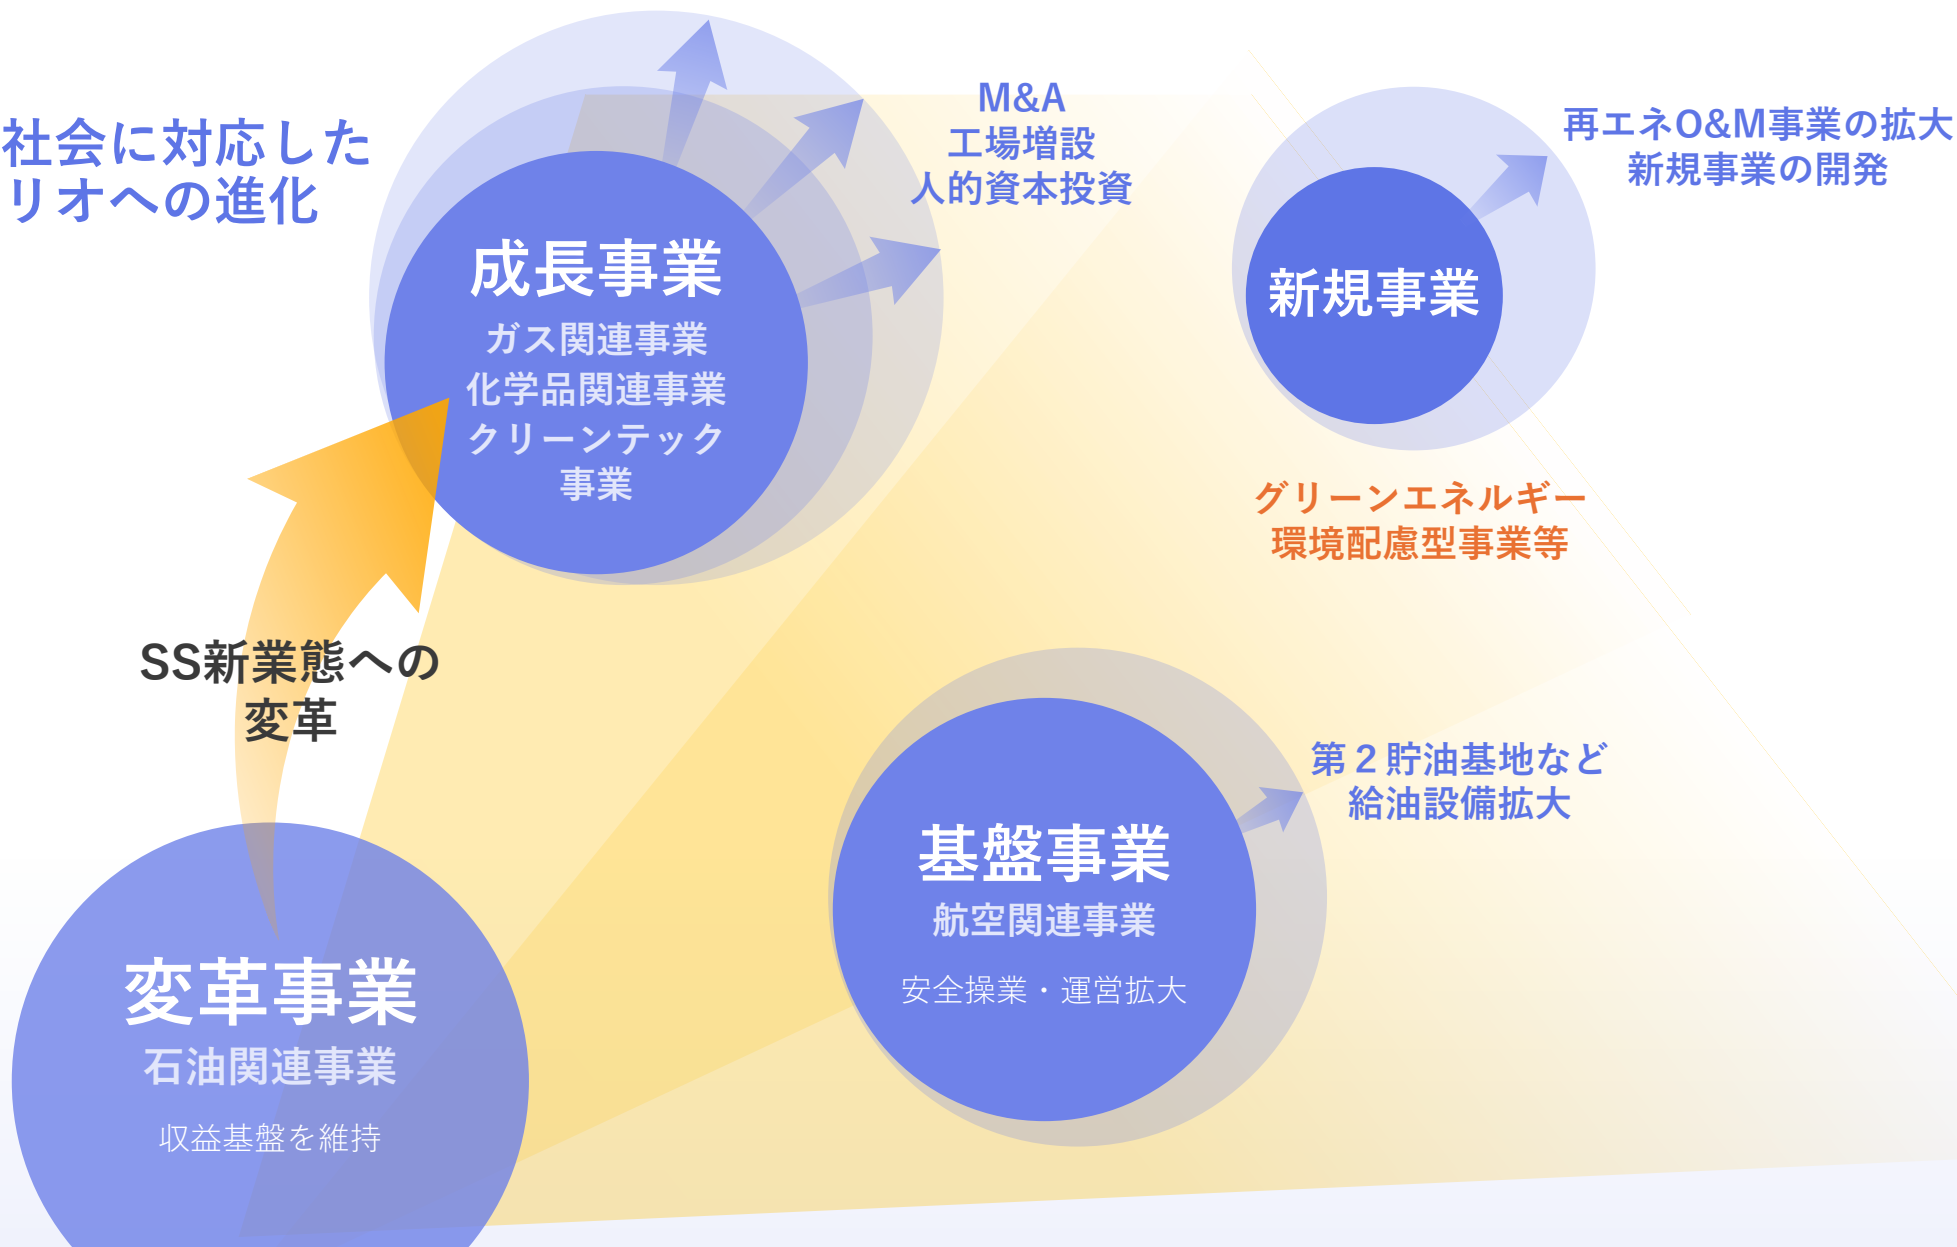 社会に対応した
リオへの進化
M&A
工場増設
人的資本投資
再エネO&M事業の拡大
新規事業の開発
成長事業
ガス関連事業
化学品関連事業
クリーンテック
事業
新規事業
グリーンエネルギー
環境配慮型事業等
SS新業態への
変革
第２貯油基地など
給油設備拡大
基盤事業
航空関連事業
安全操業・運営拡大
変革事業
石油関連事業
収益基盤を維持